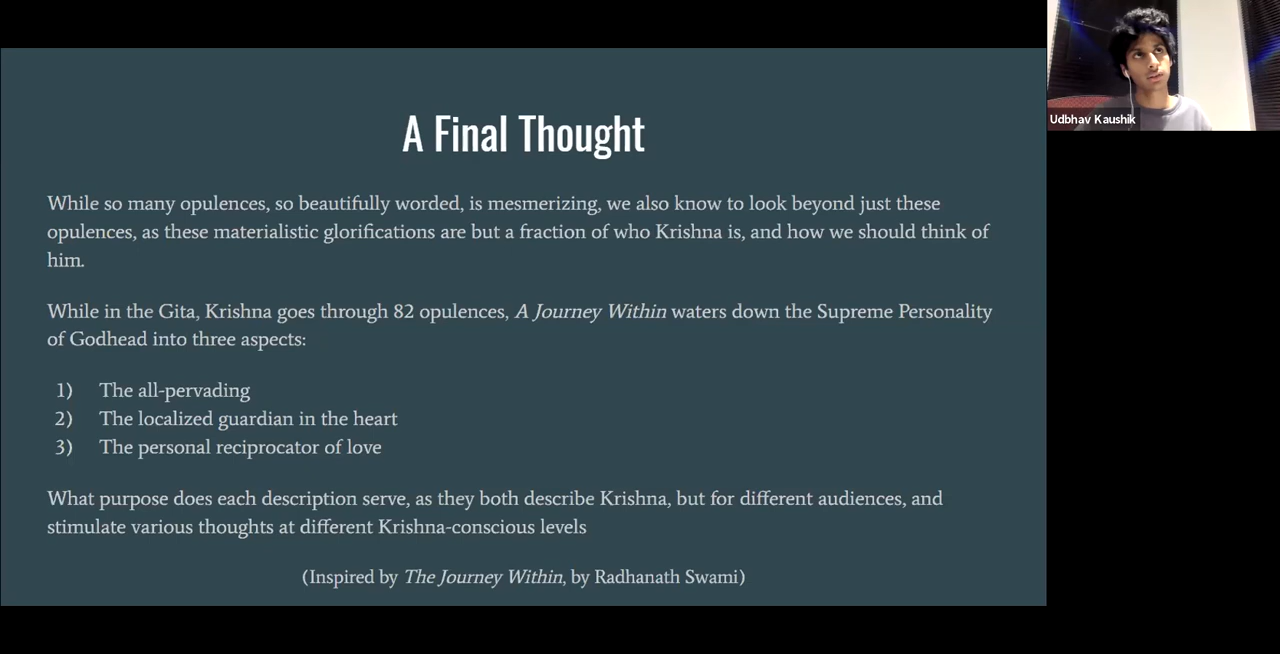 A Final Thought
While so many opulences, so beautifully worded, is mesmerizing, we also know to look beyond just these
opulences, as these materialistic glorifications are but a fraction of who Krishna is, and how we should think of
him.
While in the Gita, Krishna goes through 82 opulences, A Journey Within waters down the Supreme Personality
of Godhead into three aspects:
1) The all-pervading
2) The localized guardian in the heart
3) The personal reciprocator of love
What purpose does each description serve, as they both describe Krishna, but for different audiences, and
stimulate various thoughts at different Krishna-conscious levels
(Inspired by The Journey Within, by Radhanath Swami)
Udbhav Kaushik